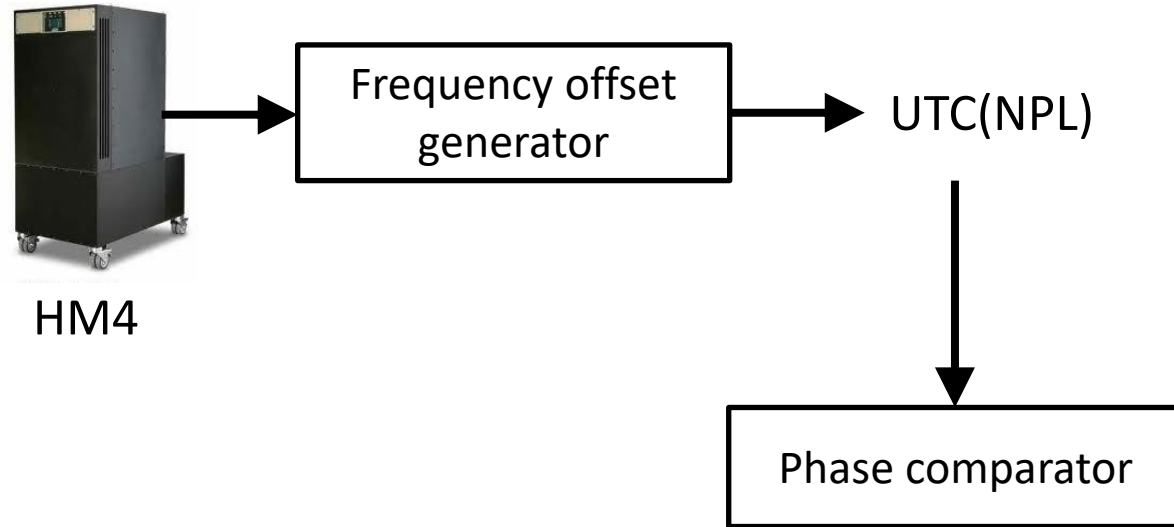 Frequency offset
generator
UTC(NPL)
HM4
Phase comparator